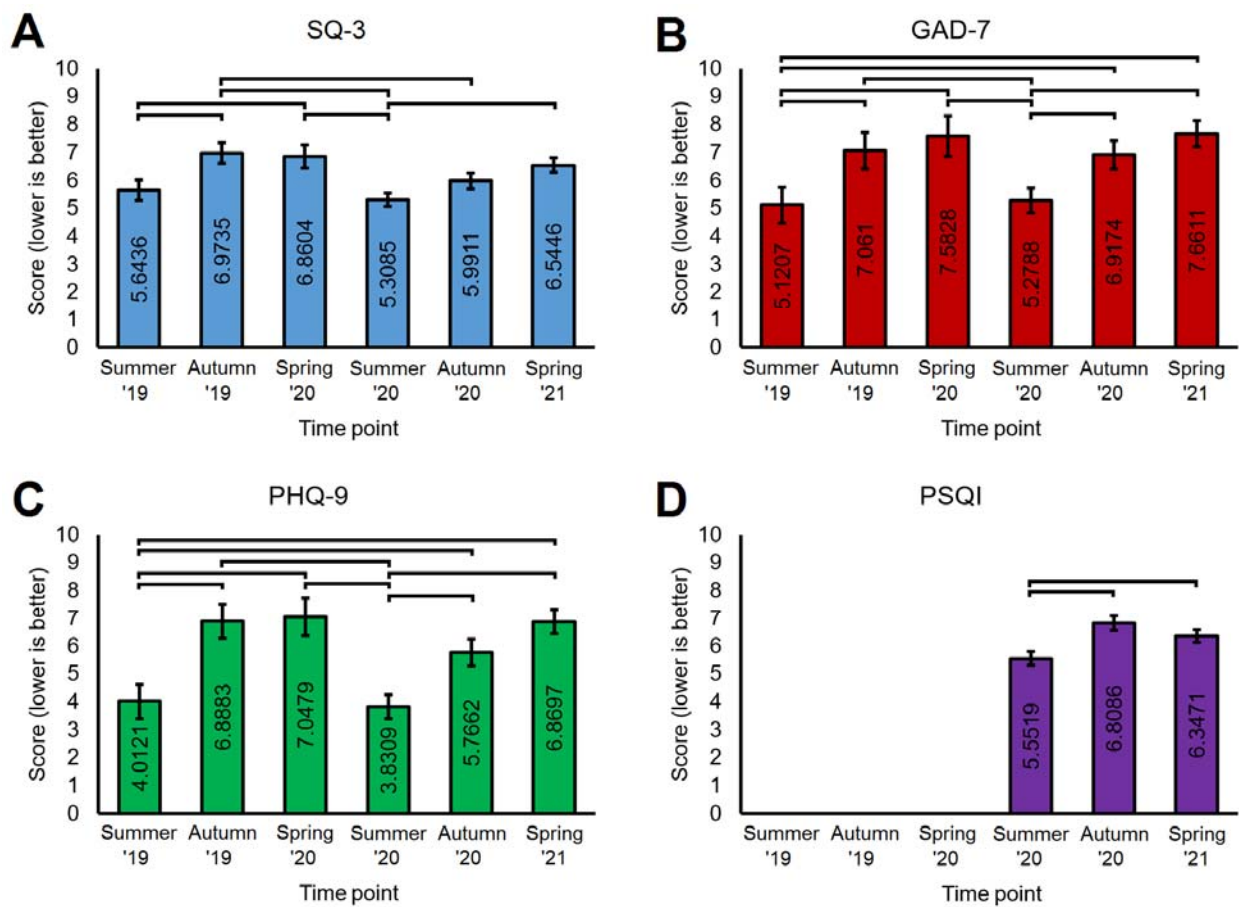 A
SQ-3
Score (lower is better)
10
9
8
7
6
5
4
3
2
1
0
5.6436
6.9735
6.8604
5.3085
5.9911
6.5446
Summer Autumn Spring Summer Autumn Spring
'19 '19 '20 '20 '20 '21
Time point
B
GAD-7
Score (lower is better)
10
9
8
7
6
5
4
3
2
1
0
5.1207
7.061
7.5828
5.2788
6.9174
7.6611
Summer Autumn Spring Summer Autumn Spring
'19 '19 '20 '20 '20 '21
Time point
C
PHQ-9
Score (lower is better)
10
9
8
7
6
5
4
3
2
1
0
4.0121
6.8883
7.0479
3.8309
5.7662
6.8697
Summer Autumn Spring Summer Autumn Spring
'19 '19 '20 '20 '20 '21
Time point
D
PSQI
Score (lower is better)
10
9
8
7
6
5
4
3
2
1
0
5.5519
6.8086
6.3471
Summer Autumn Spring Summer Autumn Spring
'19 '19 '20 '20 '20 '21
Time point